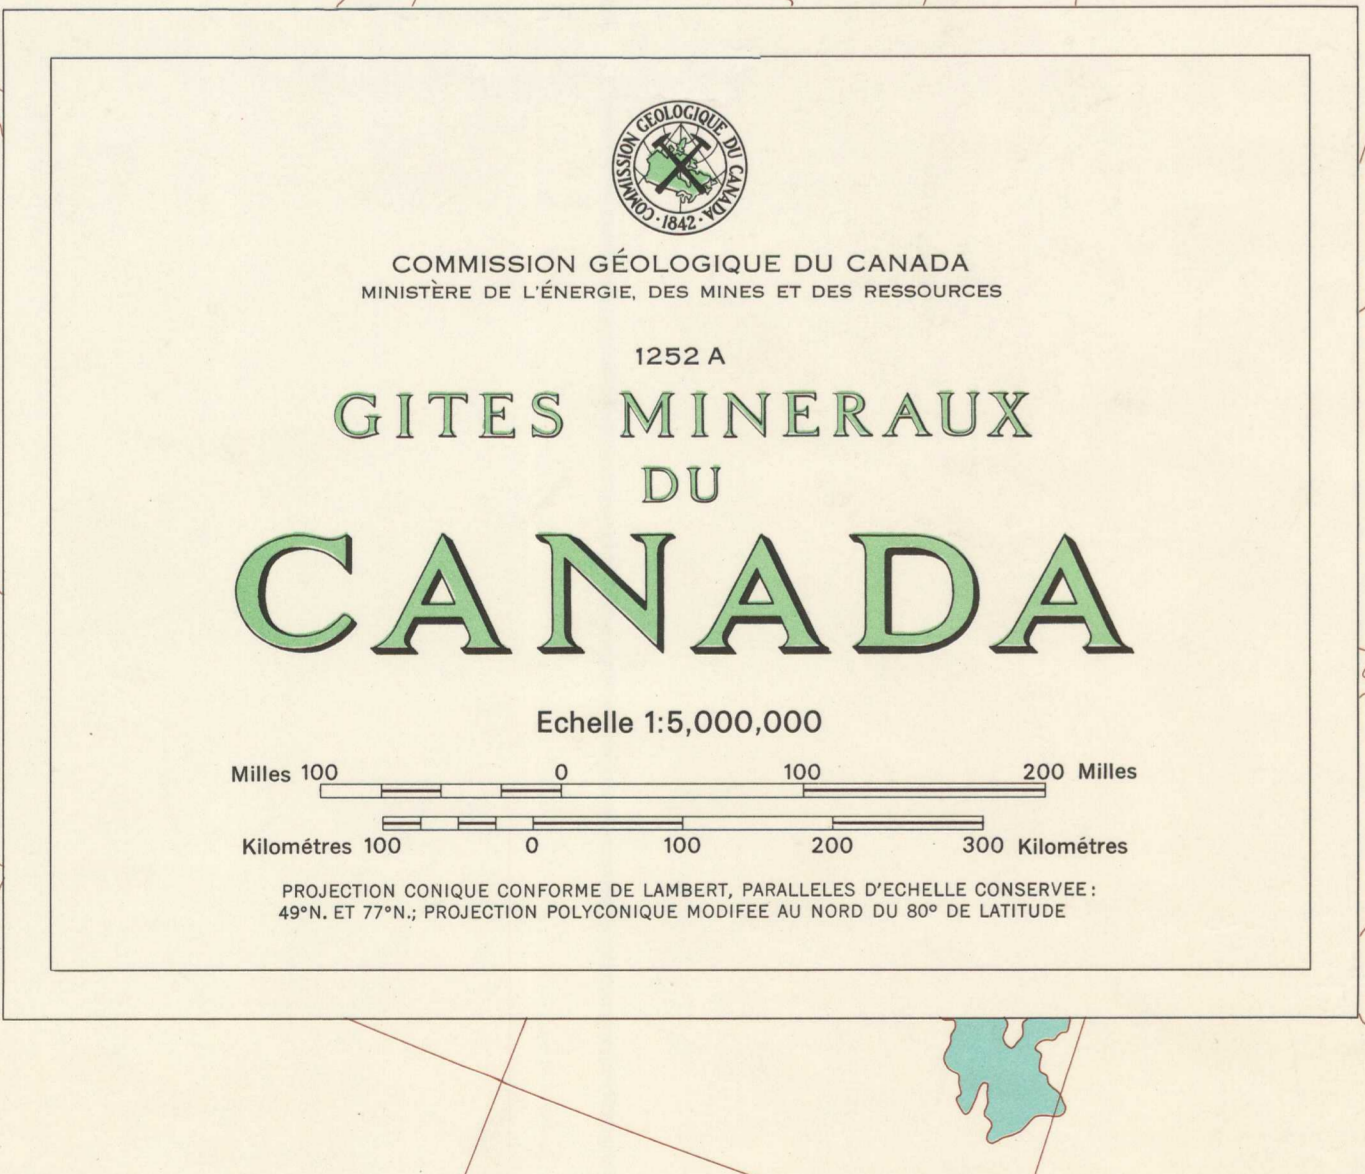 COMMISSION GEOLOGIQUE DU CANADA
· 1842 ·
COMMISSION GÉOLOGIQUE DU CANADA
MINISTÈRE DE L'ÉNERGIE, DES MINES ET DES RESSOURCES
1252 A
GITES MINERAUX
DU
CANADA
Echelle 1:5,000,000
Milles 100 0 100 200 Milles
Kilométres 100 0 100 200 300 Kilométres
PROJECTION CONIQUE CONFORME DE LAMBERT, PARALLELES D'ECHELLE CONSERVEE:
49°N. ET 77°N.; PROJECTION POLYCONIQUE MODIFEE AU NORD DU 80° DE LATITUDE